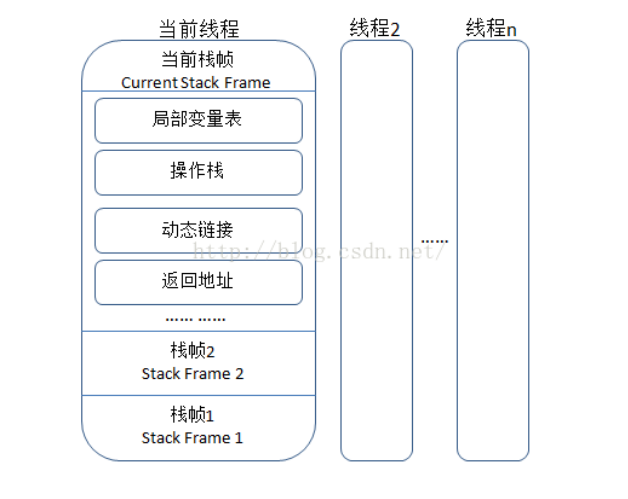 当前线程
线程2
线程n
当前栈帧
Current Stack Frame
局部变量表
操作栈
动态链接
http://blog.csdn.net/
......
返回地址
...... ......
栈帧2
Stack Frame 2
栈帧1
Stack Frame 1